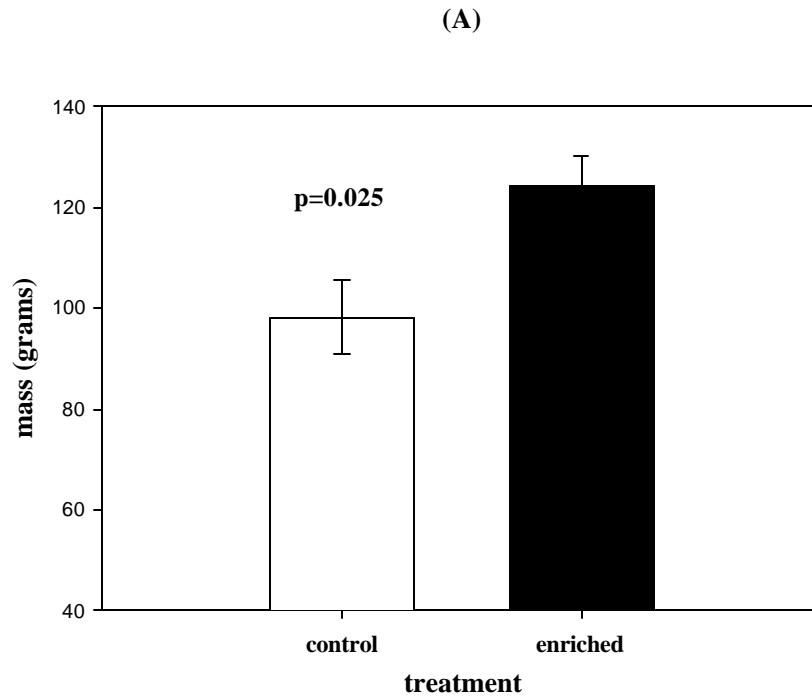 (A)
140
120
100
80
60
40
mass (grams)
p=0.025
control
enriched
treatment